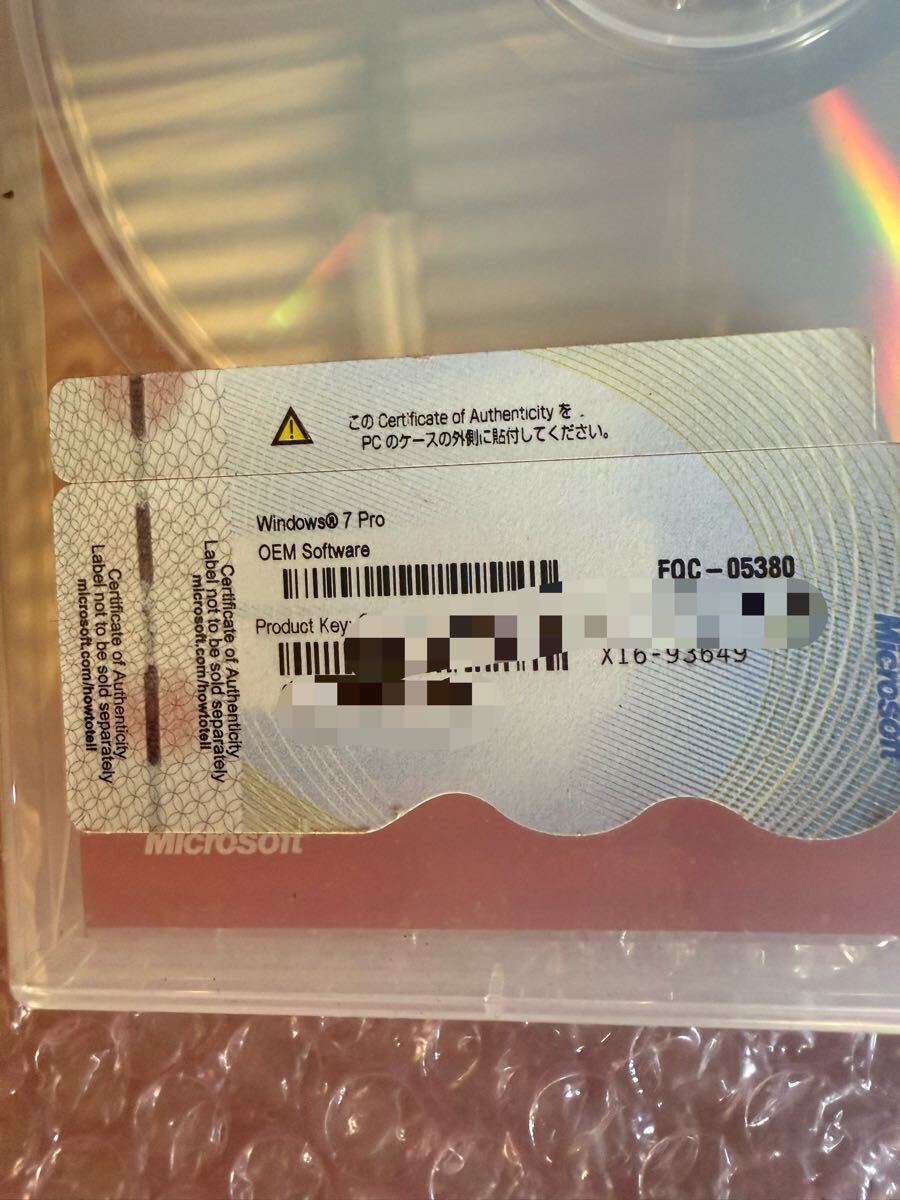 この Certificate of Authenticity を
PC のケースの外側に貼付してください。
Windows® 7 Pro
OEM Software
FQC-05380
Product Key:
X16-93649
Certificate of Authenticity
Label not to be sold separately
microsoft.com/howtotell
Certificate of Authenticity
Label not to be sold separately
microsoft.com/howtotell
Microsoft
Microsoft